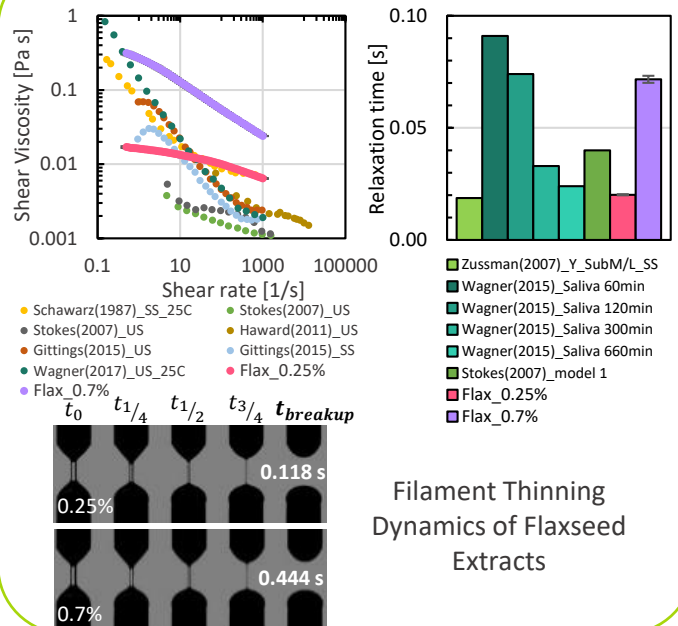 Shear Viscosity [Pa s]
1
0.1
0.01
0.001
0.1
10
1000
100000
Shear rate [1/s]
Schawarz(1987)_SS_25C
Stokes(2007)_US
Stokes(2007)_US
Haward(2011)_US
Gittings(2015)_US
Gittings(2015)_SS
Wagner(2017)_US_25C
Flax_0.25%
Flax_0.7%
Relaxation time [s]
0.10
0.05
0.00
Zussman(2007)_Y_SubM/L_SS
Wagner(2015)_Saliva 60min
Wagner(2015)_Saliva 120min
Wagner(2015)_Saliva 300min
Wagner(2015)_Saliva 660min
Stokes(2007)_model 1
Flax_0.25%
Flax_0.7%
t0 t1/4 t1/2 t3/4 tbreakup
0.118 s
0.25%
0.444 s
0.7%
Filament Thinning
Dynamics of Flaxseed
Extracts